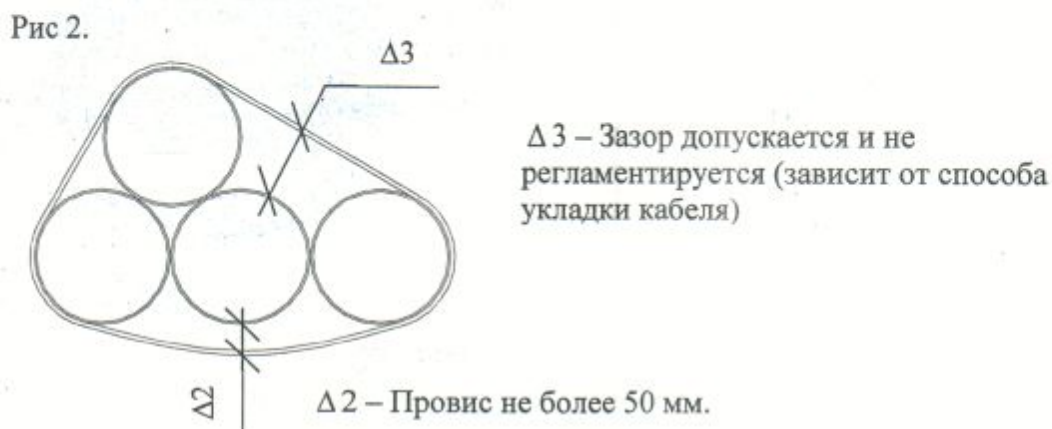 Рис 2.
Δ3
Δ 3 – Зазор допускается и не
регламентируется (зависит от способа
укладки кабеля)
Δ2
Δ 2 – Провис не более 50 мм.